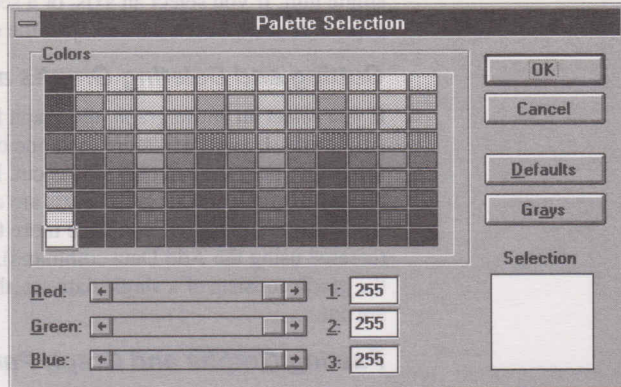 Palette Selection
Colors
OK
Cancel
Defaults
Grays
Selection
Red: 1: 255
Green: 2: 255
Blue: 3: 255